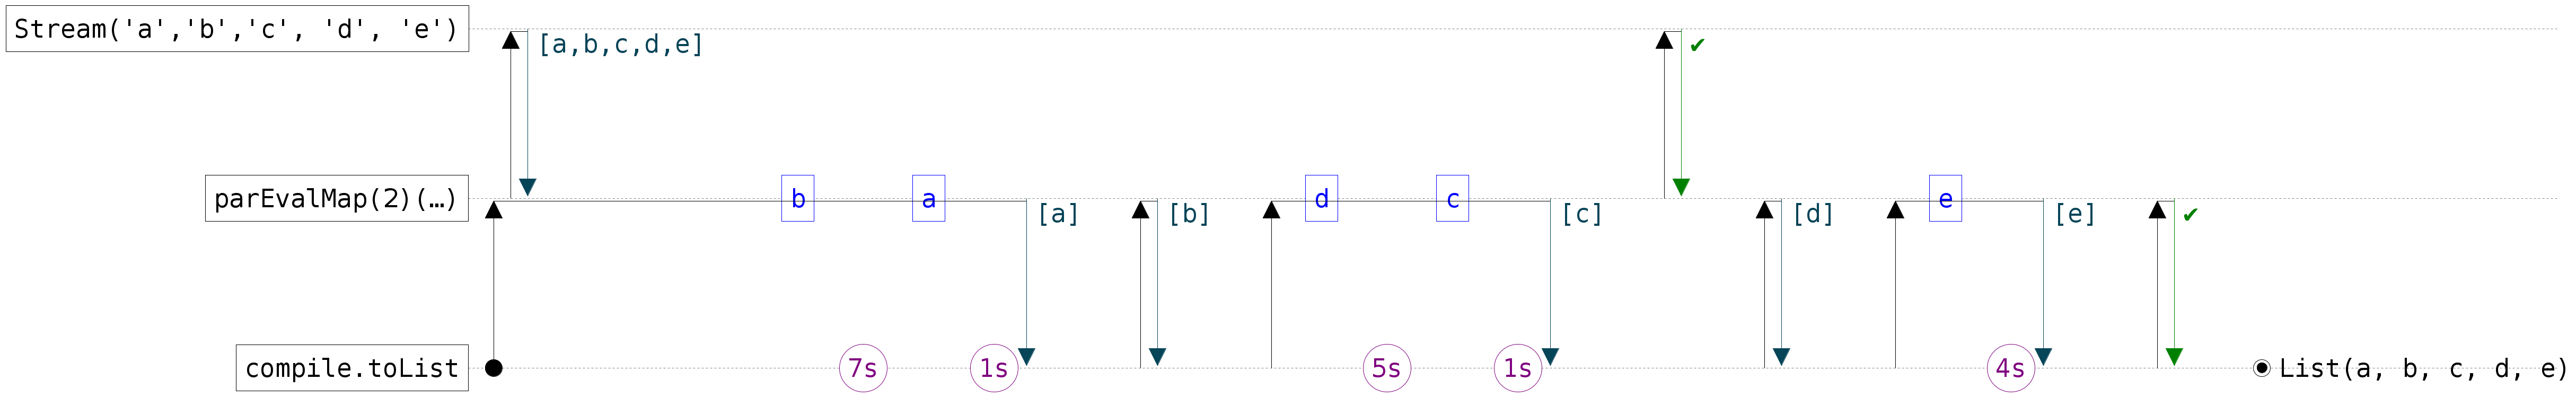 Stream('a','b','c', 'd', 'e')
[a,b,c,d,e]
✔
parEvalMap(2)(…)
b
a
d
c
e
[a]
[b]
[c]
[d]
[e]
✔
compile.toList
7s
1s
5s
1s
4s
List(a, b, c, d, e)